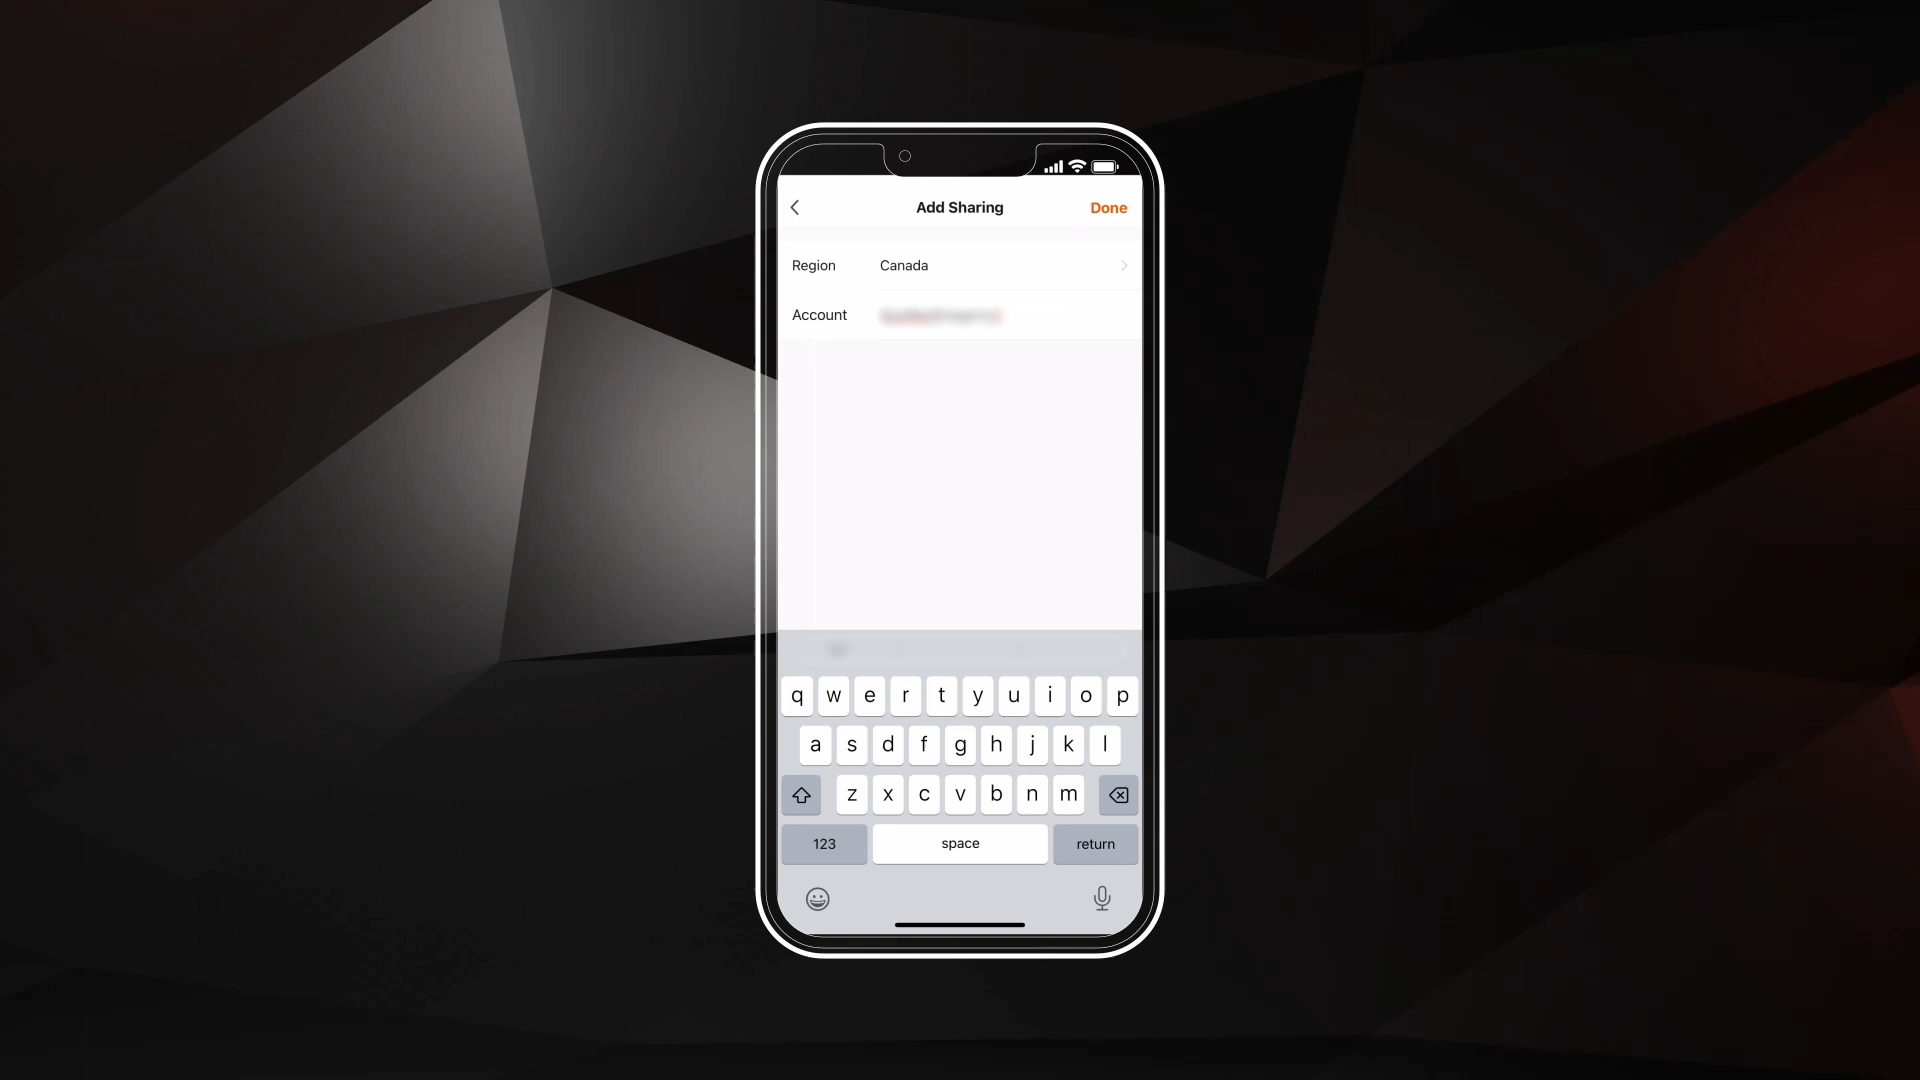 Add Sharing
Done
Region
Canada
Account
q w e r t y u i o p
a s d f g h j k l
z x c v b n m
123
space
return